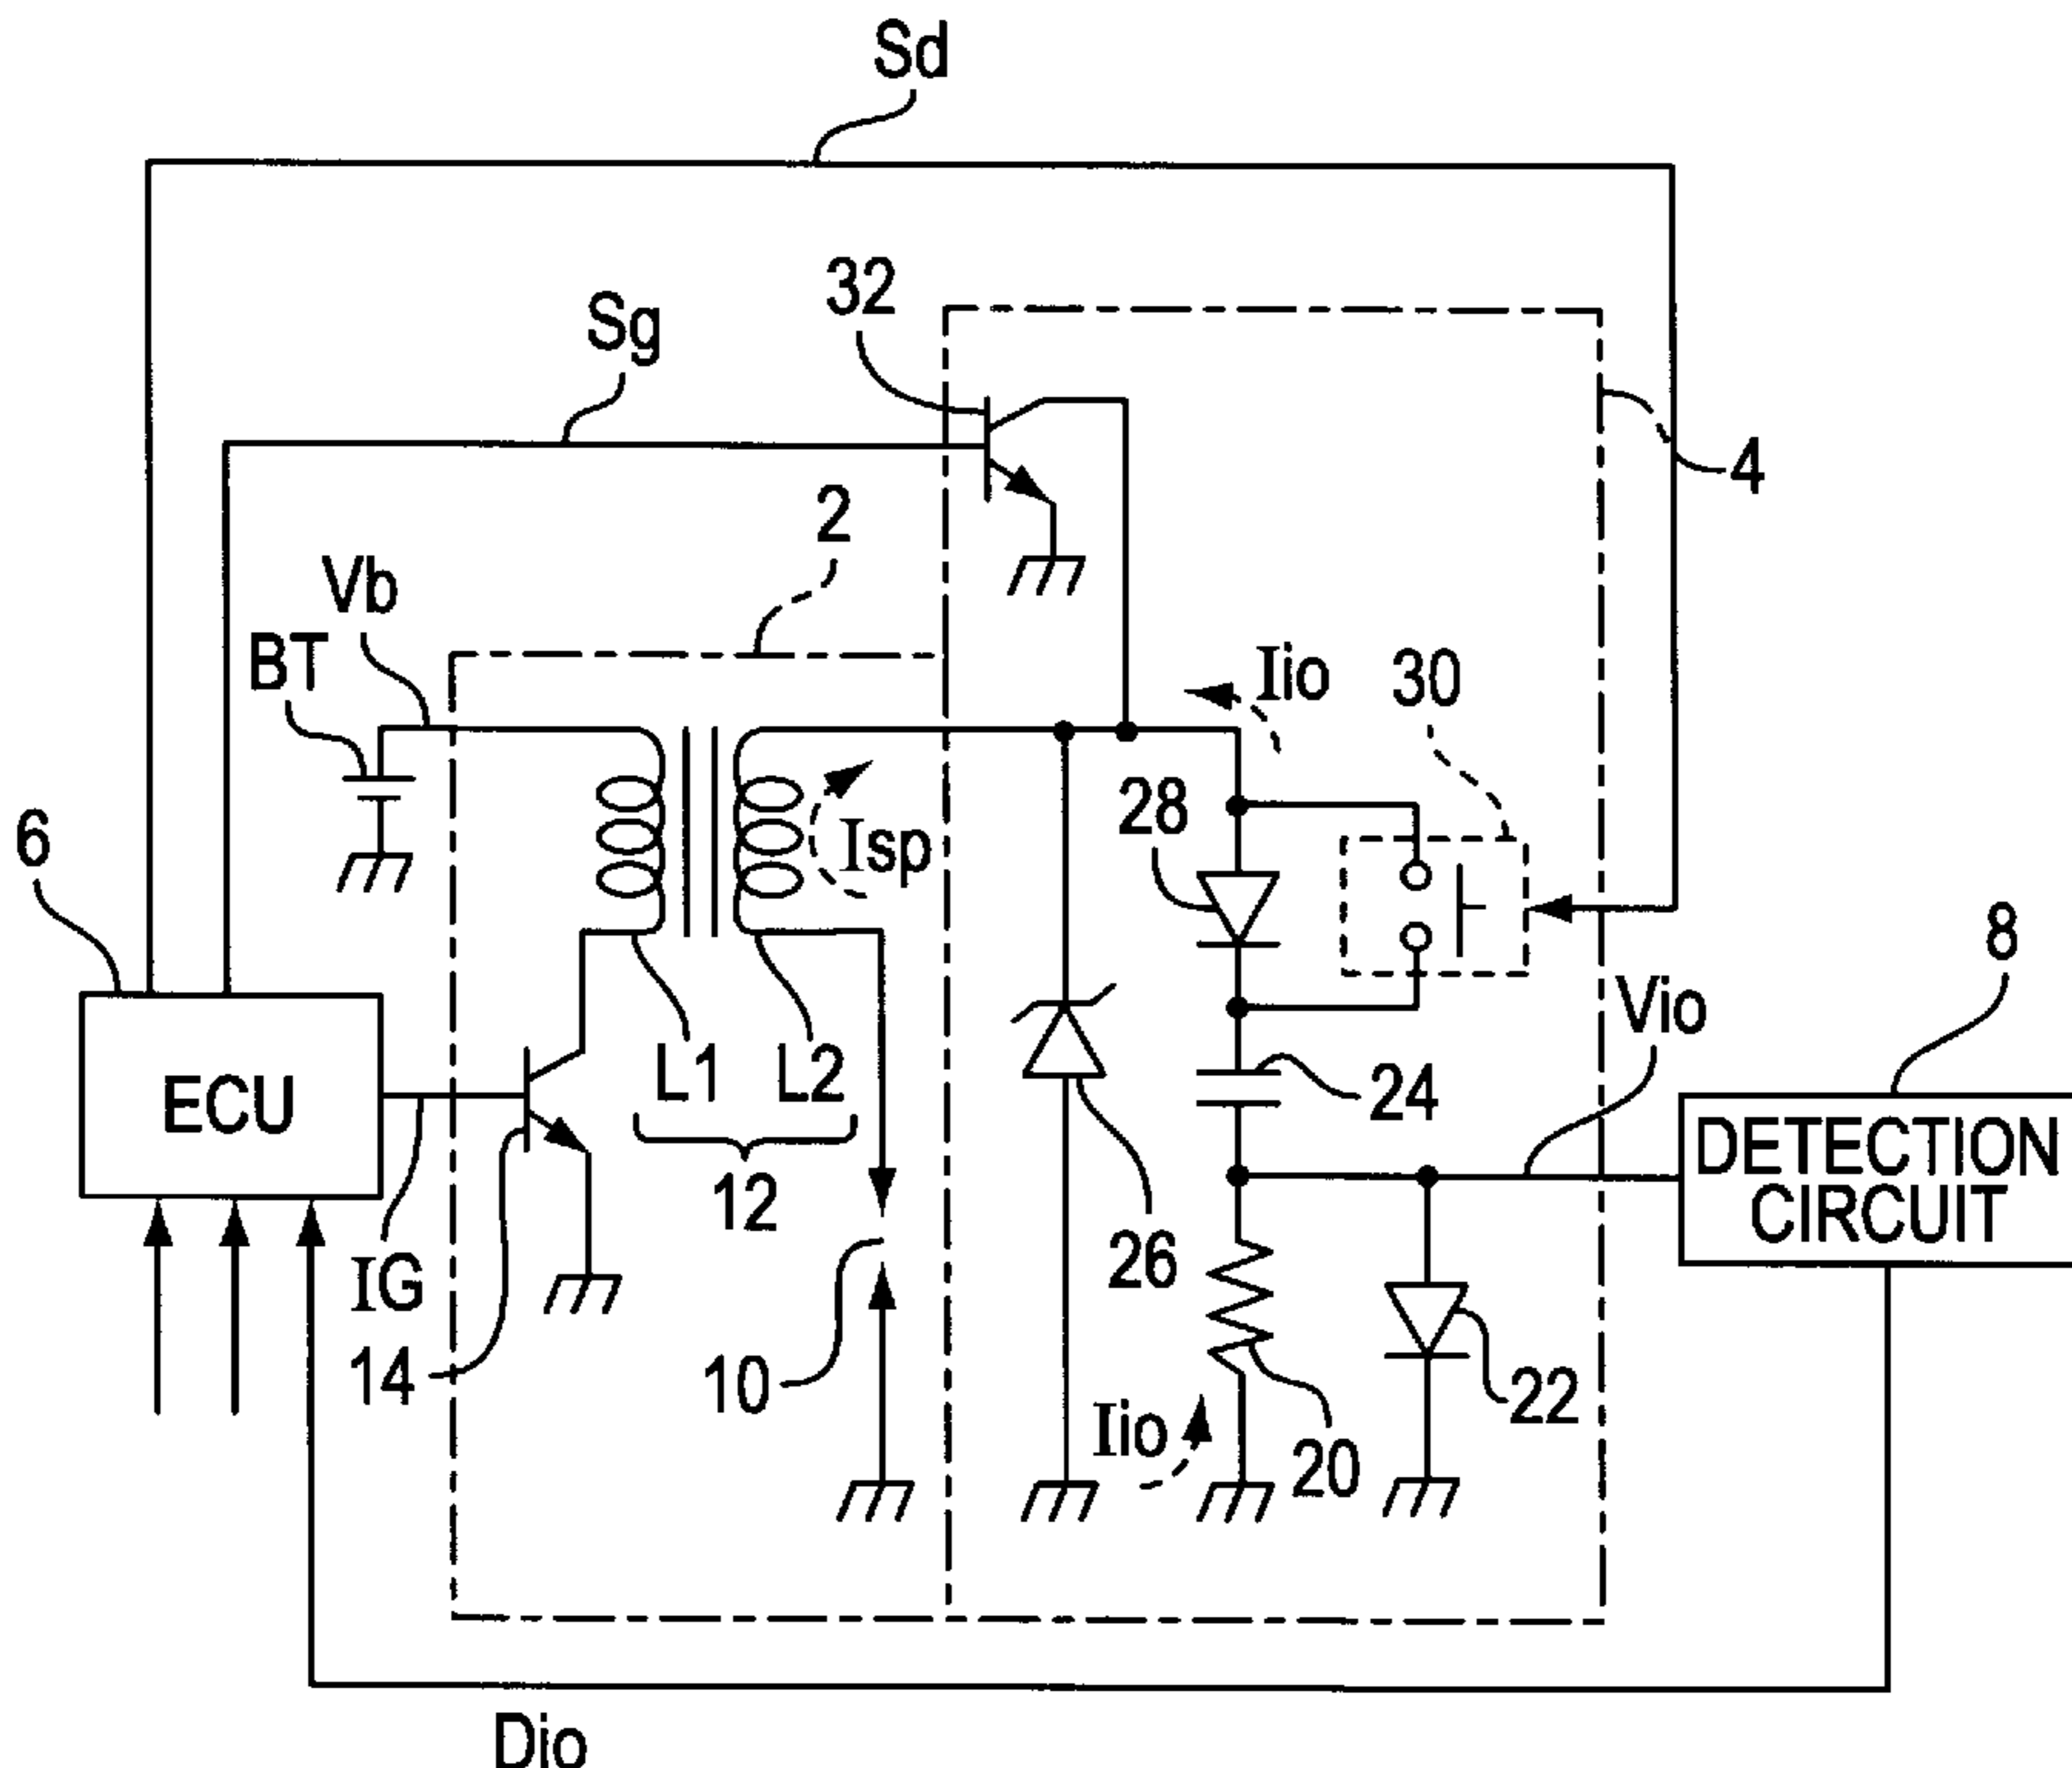 Sd
32
Sg
4
2
Vb
BT
Iio
30
28
6
Isp
8
Vio
L1
L2
24
ECU
DETECTION
CIRCUIT
12
26
IG
14
10
22
Iio
20
Dio